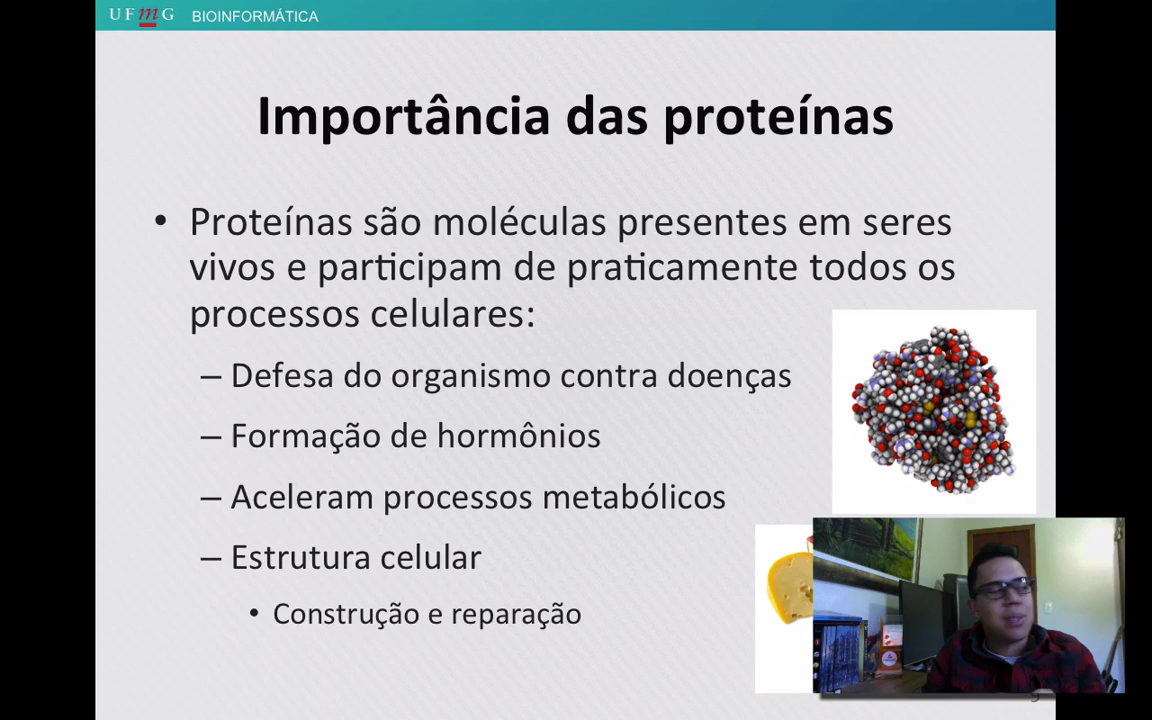 UFmG BIOINFORMÁTICA
Importância das proteínas
• Proteínas são moléculas presentes em seres
vivos e participam de praticamente todos os
processos celulares:
– Defesa do organismo contra doenças
– Formação de hormônios
– Aceleram processos metabólicos
– Estrutura celular
• Construção e reparação